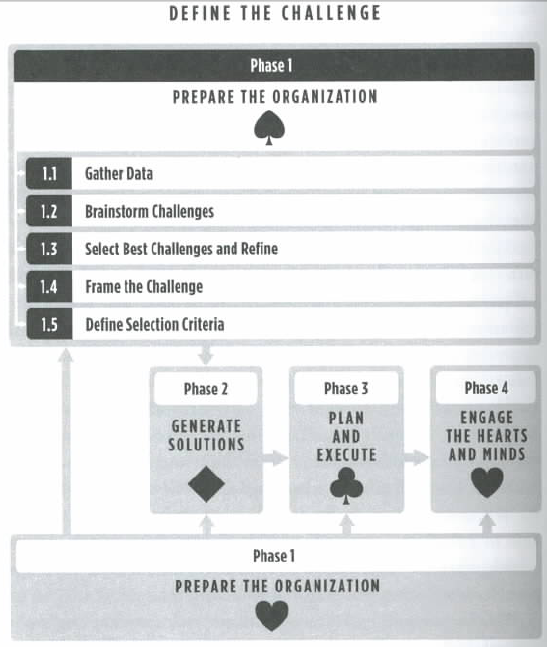 DEFINE THE CHALLENGE
Phase 1
PREPARE THE ORGANIZATION
1.1 Gather Data
1.2 Brainstorm Challenges
1.3 Select Best Challenges and Refine
1.4 Frame the Challenge
1.5 Define Selection Criteria
Phase 2
GENERATE
SOLUTIONS
Phase 3
PLAN
AND
EXECUTE
Phase 4
ENGAGE
THE HEARTS
AND MINDS
Phase 1
PREPARE THE ORGANIZATION